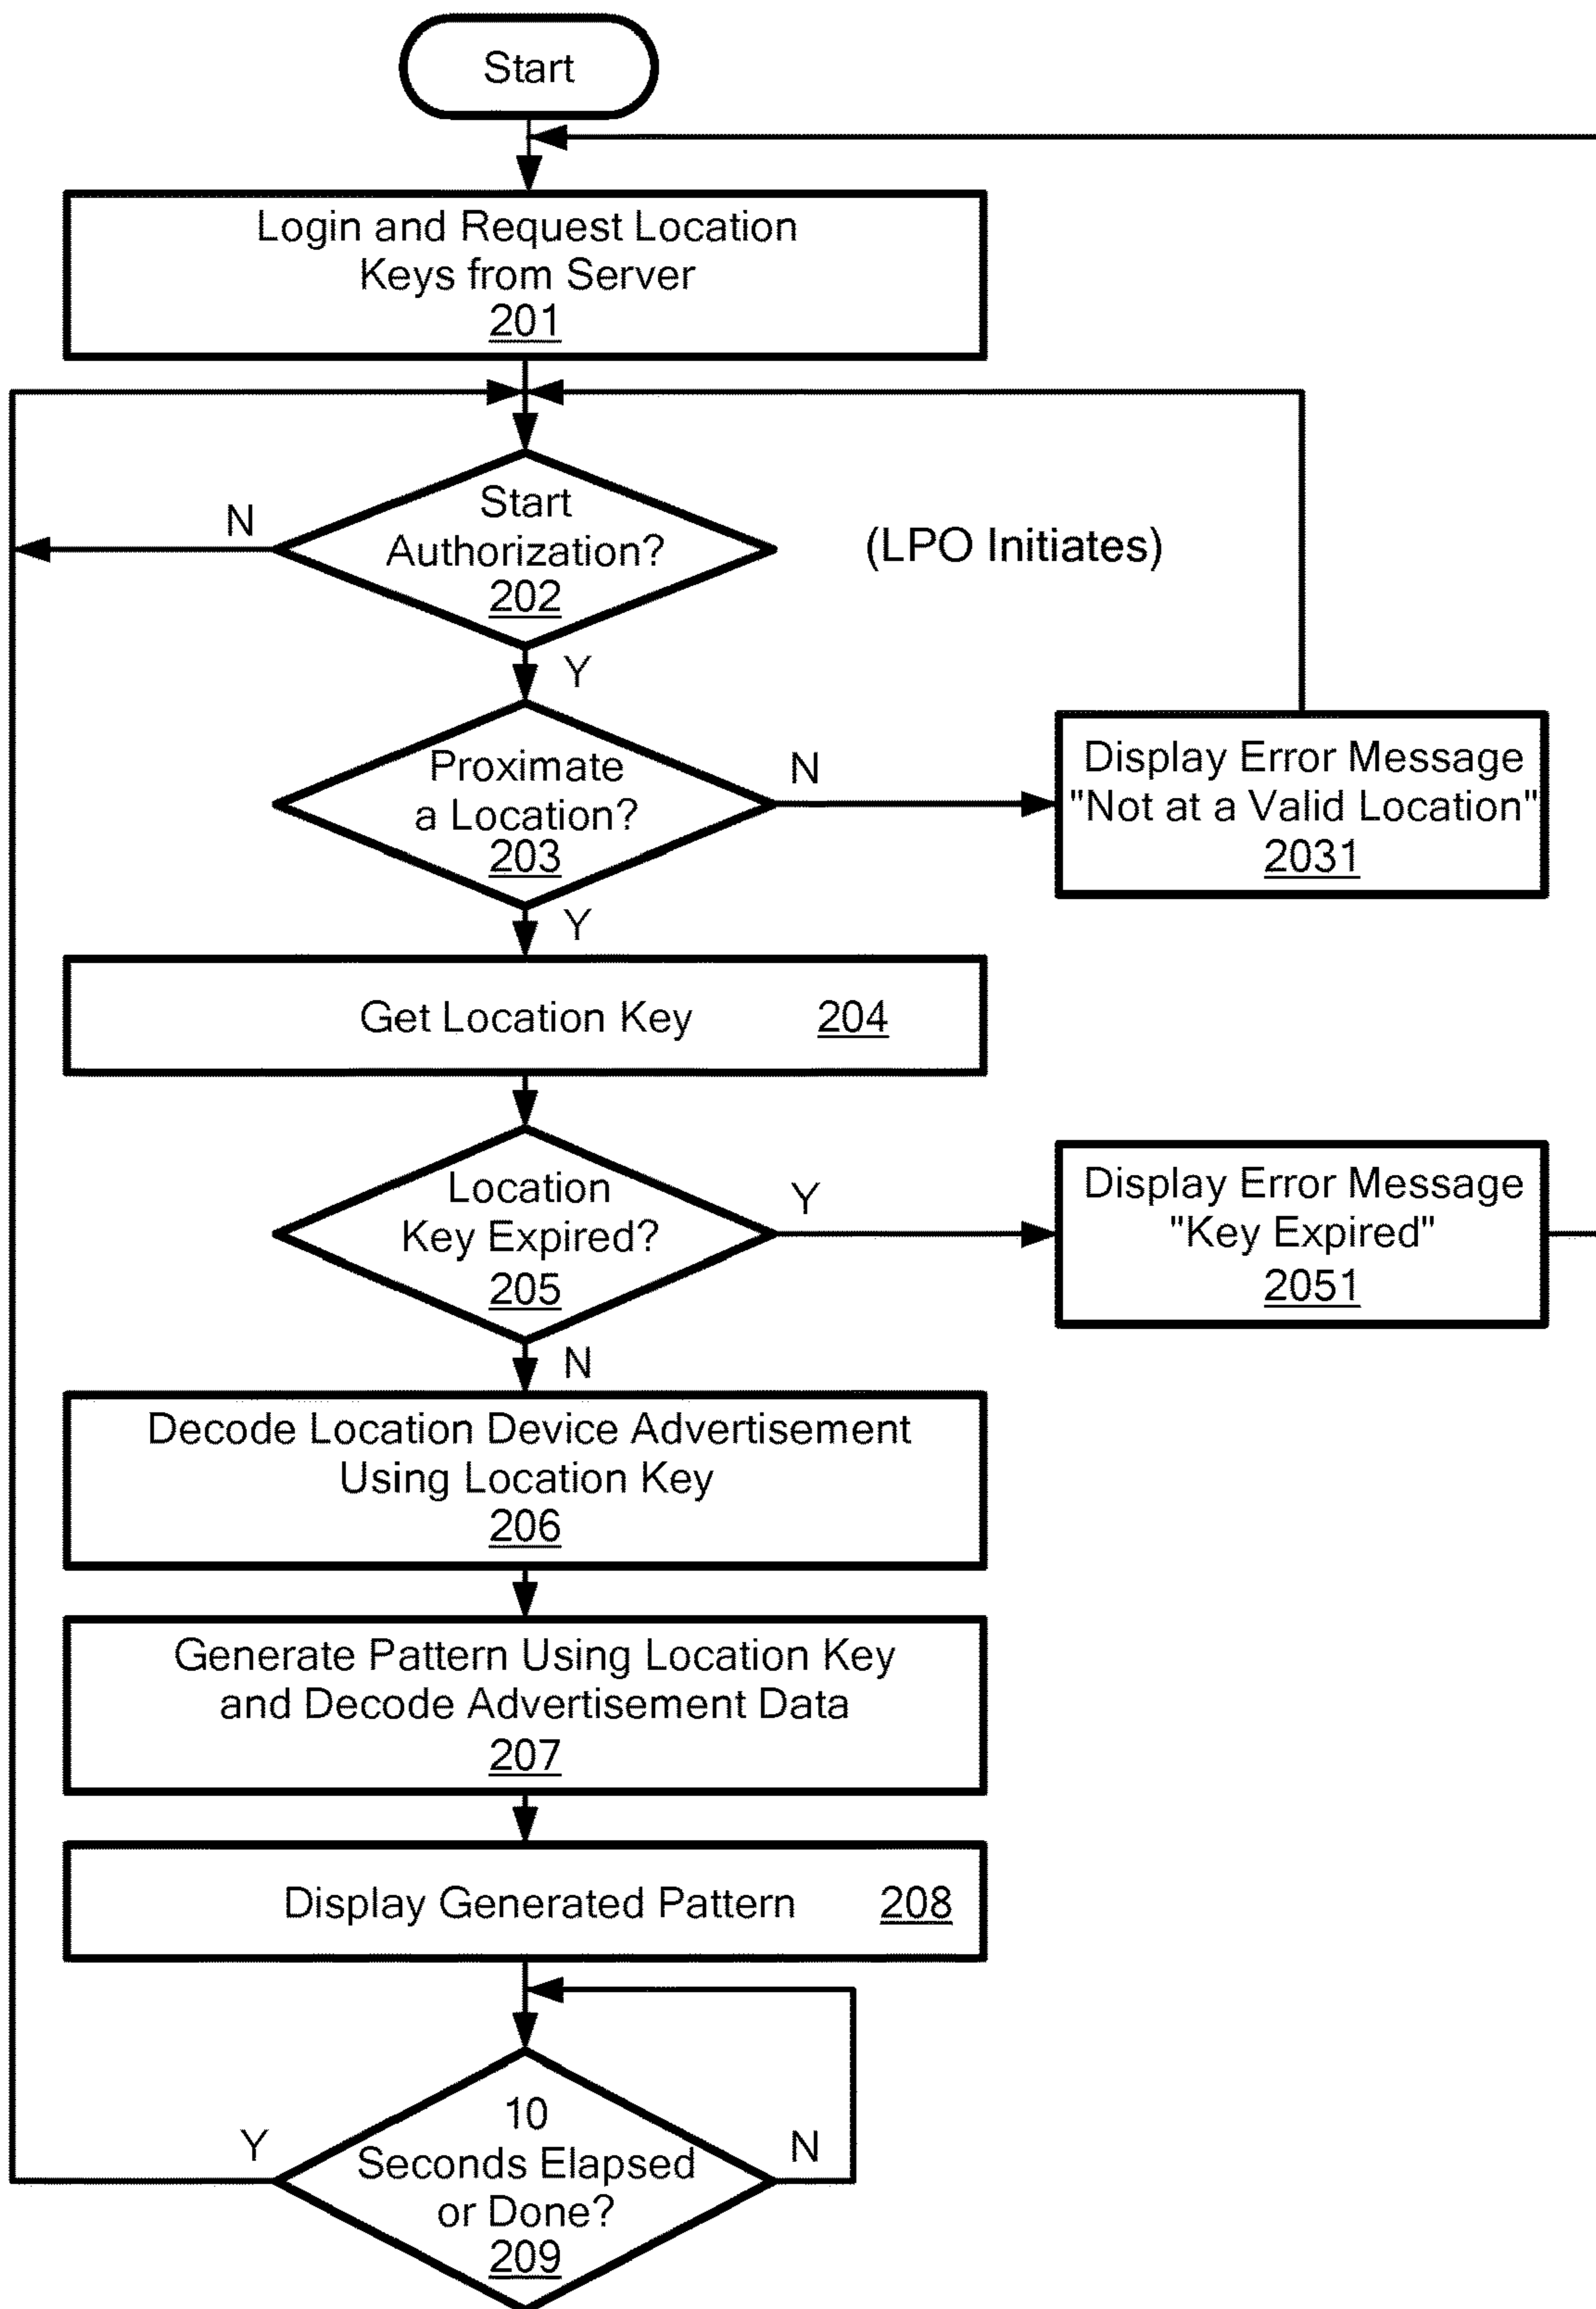 Start
Login and Request Location
Keys from Server
201
Start
Authorization?
202
N
(LPO Initiates)
Y
Proximate
a Location?
203
N
Display Error Message
"Not at a Valid Location"
2031
Y
Get Location Key 204
Location
Key Expired?
205
Y
Display Error Message
"Key Expired"
2051
N
Decode Location Device Advertisement
Using Location Key
206
Generate Pattern Using Location Key
and Decode Advertisement Data
207
Display Generated Pattern 208
10
Seconds Elapsed
or Done?
209
Y
N